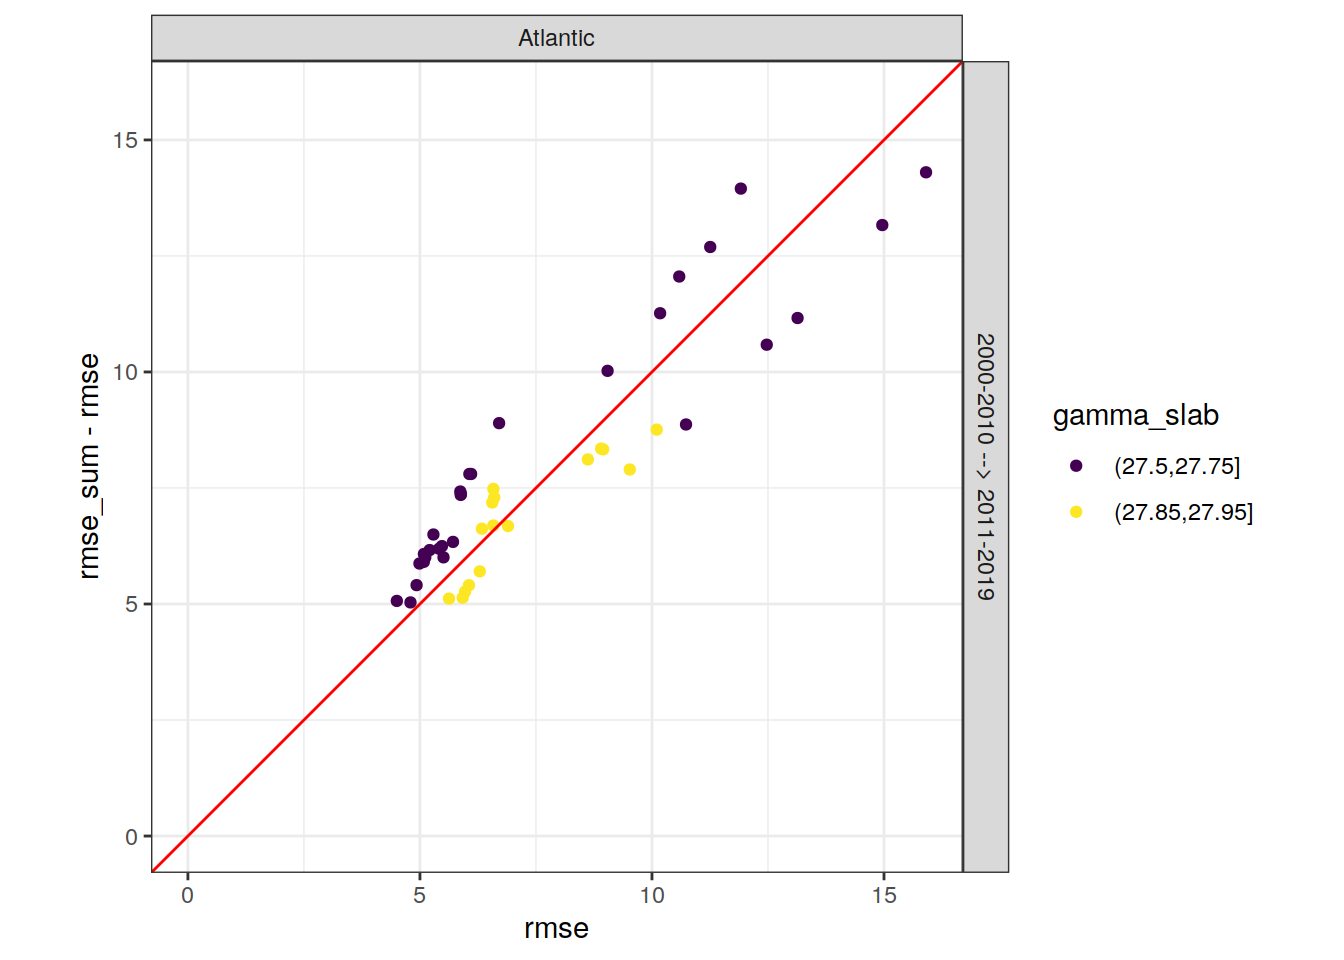 Atlantic
15
10
5
0
rmse_sum - rmse
0
5
10
15
rmse
2000-2010 --> 2011-2019
gamma_slab
(27.5,27.75]
(27.85,27.95]